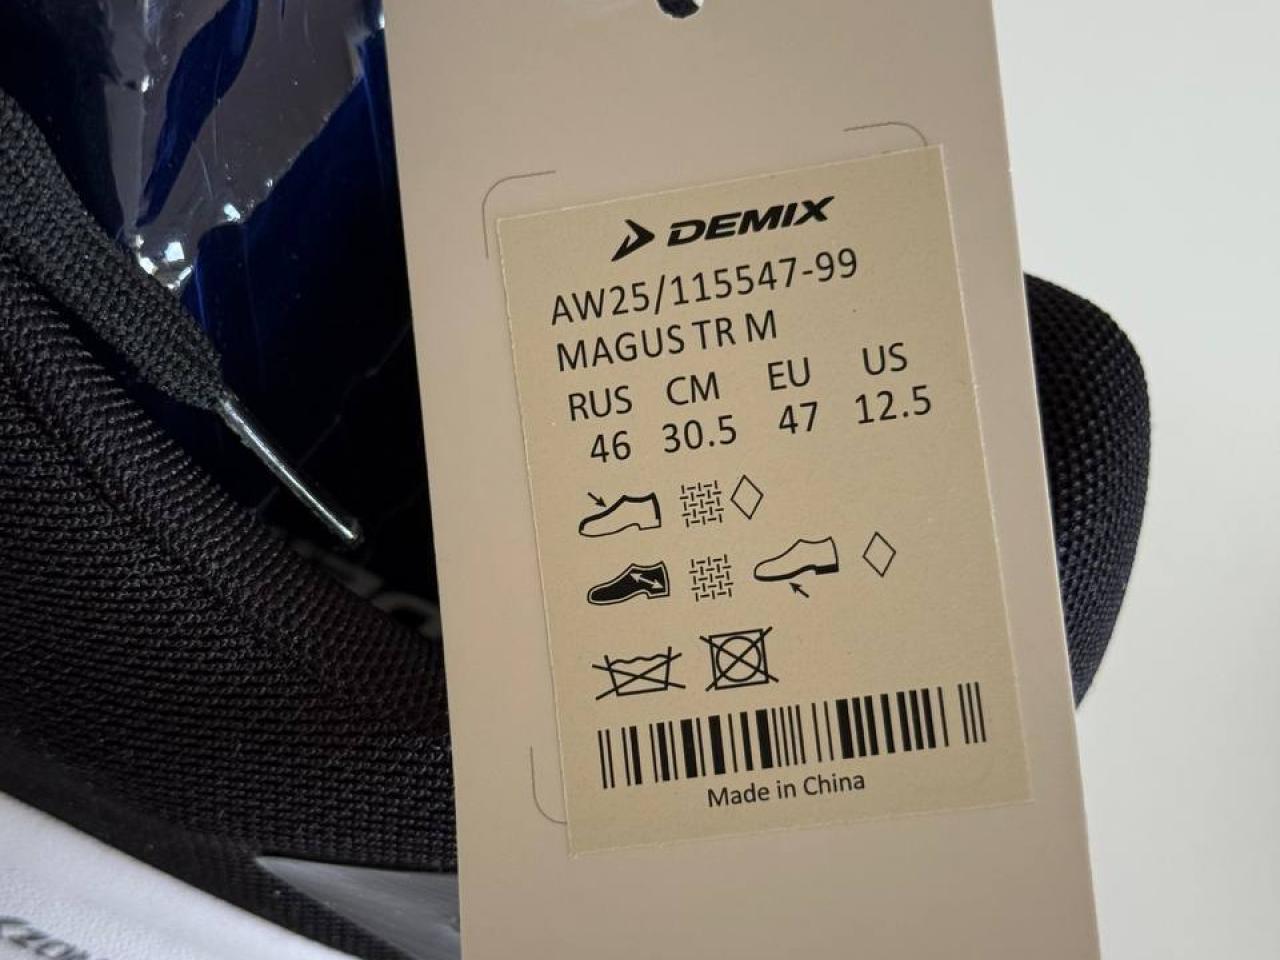 DEMIX
AW25/115547-99
MAGUS TR M
RUS CM EU US
46 30.5 47 12.5
Made in China